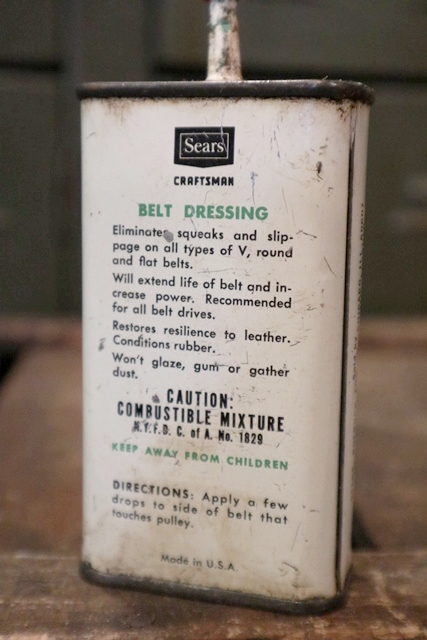 Sears
CRAFTSMAN
BELT DRESSING
Eliminates squeaks and slip-
page on all types of V, round
and flat belts.
Will extend life of belt and in-
crease power. Recommended
for all belt drives.
Restores resilience to leather.
Conditions rubber.
Won't glaze, gum or gather
dust.
CAUTION:
COMBUSTIBLE MIXTURE
N.Y.F.D. C. of A. No. 1829
KEEP AWAY FROM CHILDREN
DIRECTIONS: Apply a few
drops to side of belt that
touches pulley.
Made in U.S.A.